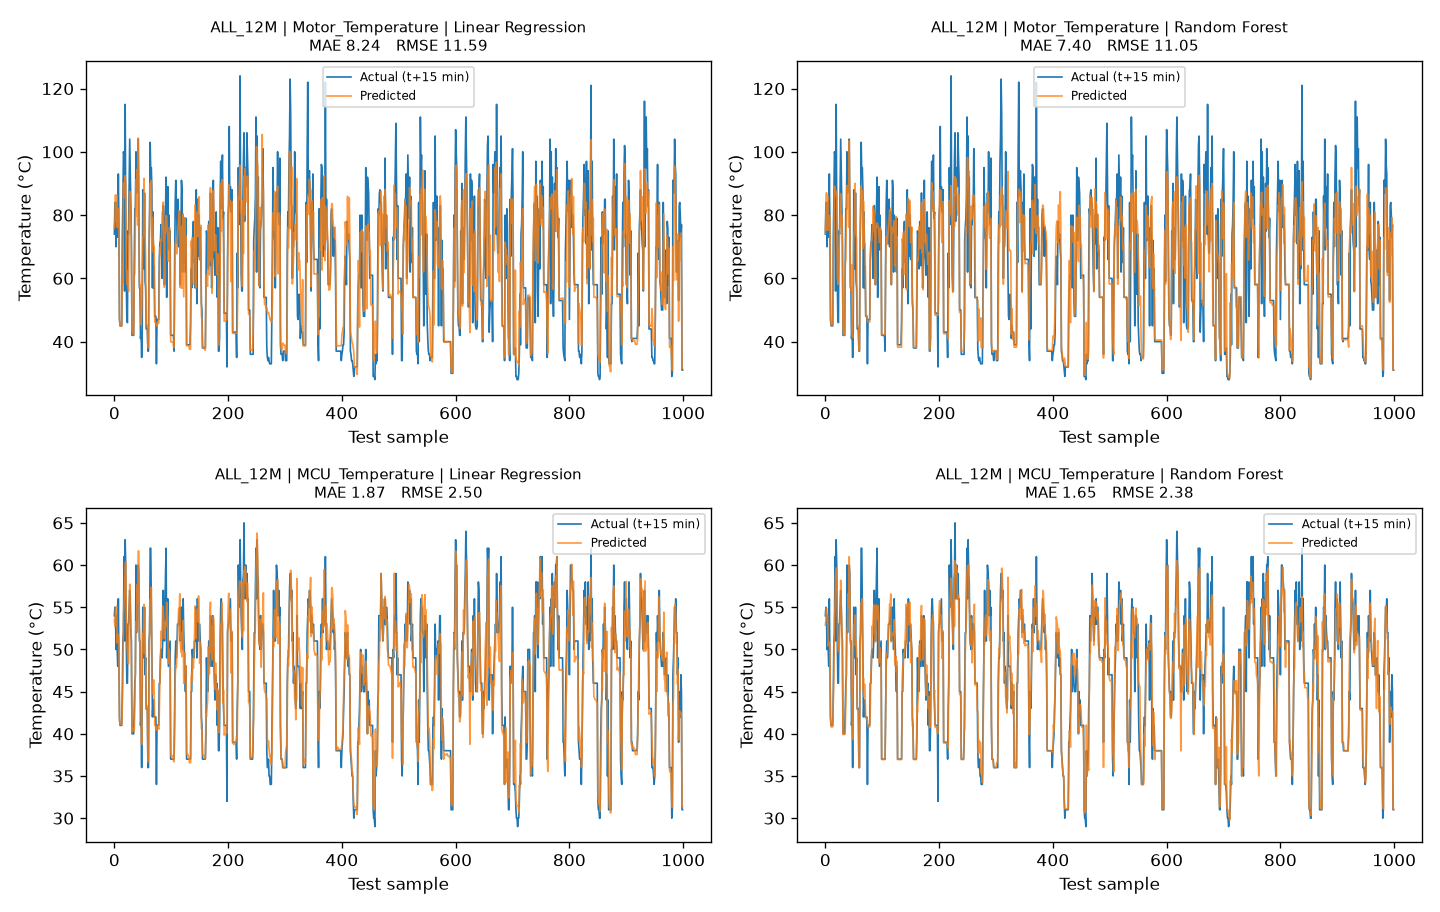 ALL_12M | Motor_Temperature | Linear Regression
MAE 8.24 RMSE 11.59
Actual (t+15 min)
Predicted
Temperature (°C)
120
100
80
60
40
0 200 400 600 800 1000
Test sample
ALL_12M | Motor_Temperature | Random Forest
MAE 7.40 RMSE 11.05
Actual (t+15 min)
Predicted
Temperature (°C)
120
100
80
60
40
0 200 400 600 800 1000
Test sample
ALL_12M | MCU_Temperature | Linear Regression
MAE 1.87 RMSE 2.50
Actual (t+15 min)
Predicted
Temperature (°C)
65
60
55
50
45
40
35
30
0 200 400 600 800 1000
Test sample
ALL_12M | MCU_Temperature | Random Forest
MAE 1.65 RMSE 2.38
Actual (t+15 min)
Predicted
Temperature (°C)
65
60
55
50
45
40
35
30
0 200 400 600 800 1000
Test sample